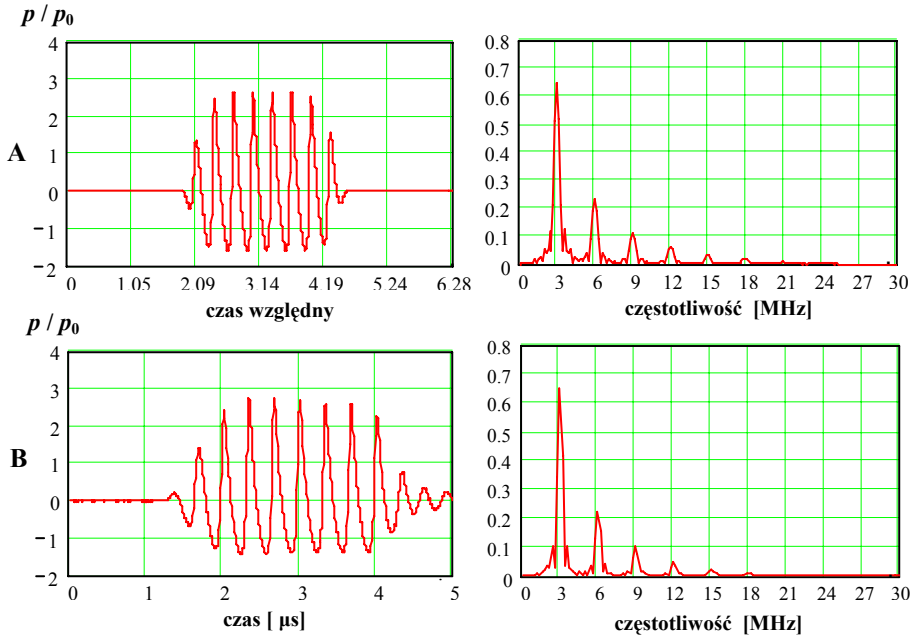 p / p0
4
3
2
1
0
−1
−2
A
0 1.05 2.09 3.14 4.19 5.24 6.28
czas względny
0.8
0.7
0.6
0.5
0.4
0.3
0.2
0.1
0
3 6 9 12 15 18 21 24 27 30
częstotliwość [MHz]
p / p0
4
3
2
1
0
−1
−2
B
0 1 2 3 4 5
czas [ μs]
0.8
0.7
0.6
0.5
0.4
0.3
0.2
0.1
0
3 6 9 12 15 18 21 24 27 30
częstotliwość [MHz]